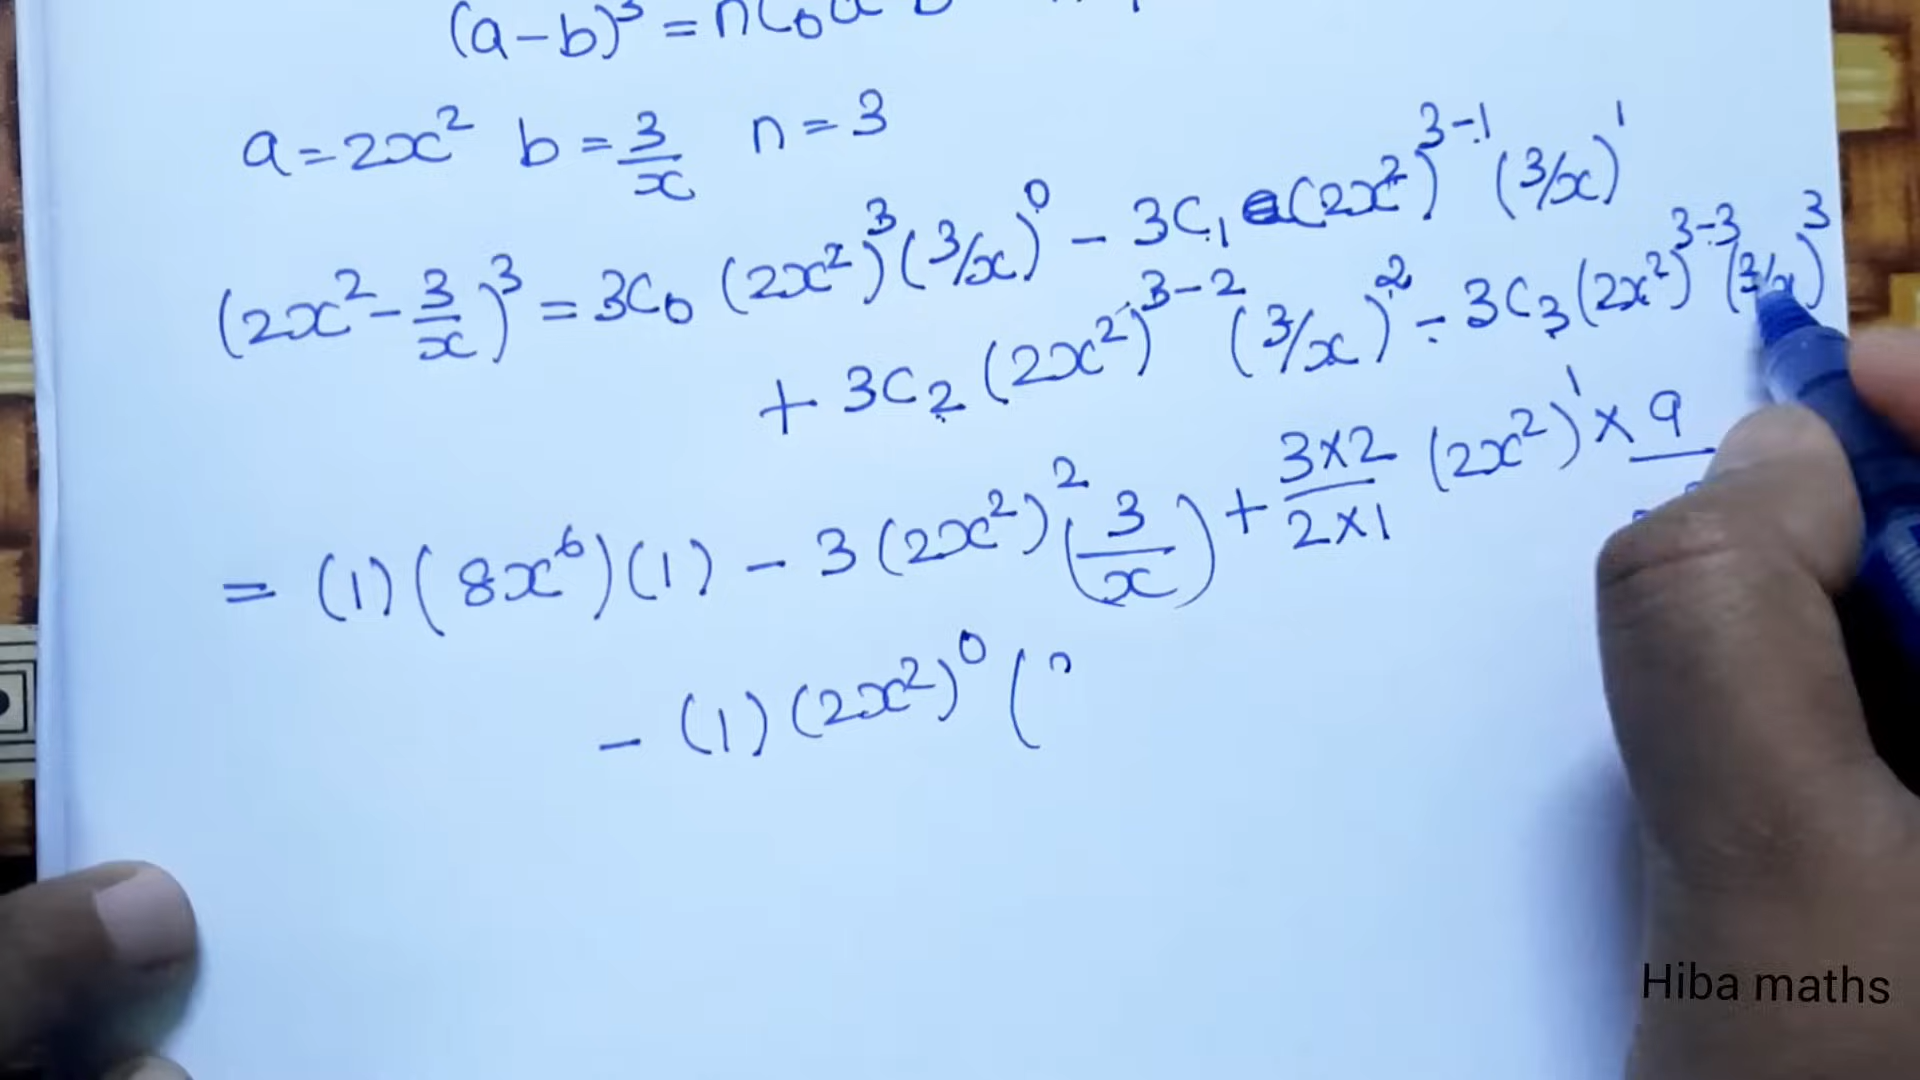 (a-b)³ = nC₀a
a=2x² b=3/x n=3
(2x²-3/x)³ = 3C₀ (2x²)³(3/x)⁰ - 3C₁ (2x²)³⁻¹ (3/x)¹
+ 3C₂ (2x²)³⁻² (3/x)² - 3C₃ (2x²)³⁻³ (3/x)³
= (1)(8x⁶)(1) - 3(2x²)²(3/x) + 3×2/2×1 (2x²)¹ × 9
- (1)(2x²)⁰ (
Hiba maths